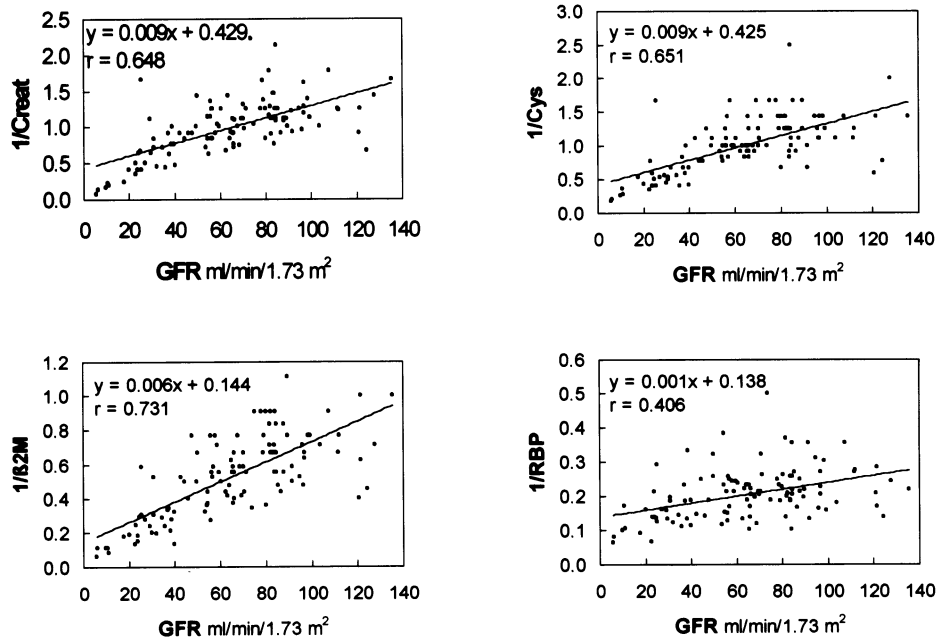 y = 0.009x + 0.429
r = 0.648
1/Creat
2.5
2.0
1.5
1.0
0.5
0.0
0 20 40 60 80 100 120 140
GFR ml/min/1.73 m²
y = 0.009x + 0.425
r = 0.651
1/Cys
3.0
2.5
2.0
1.5
1.0
0.5
0.0
0 20 40 60 80 100 120 140
GFR ml/min/1.73 m²
y = 0.006x + 0.144
r = 0.731
1/ß2M
1.2
1.0
0.8
0.6
0.4
0.2
0.0
0 20 40 60 80 100 120 140
GFR ml/min/1.73 m²
y = 0.001x + 0.138
r = 0.406
1/RBP
0.6
0.5
0.4
0.3
0.2
0.1
0.0
0 20 40 60 80 100 120 140
GFR ml/min/1.73 m²